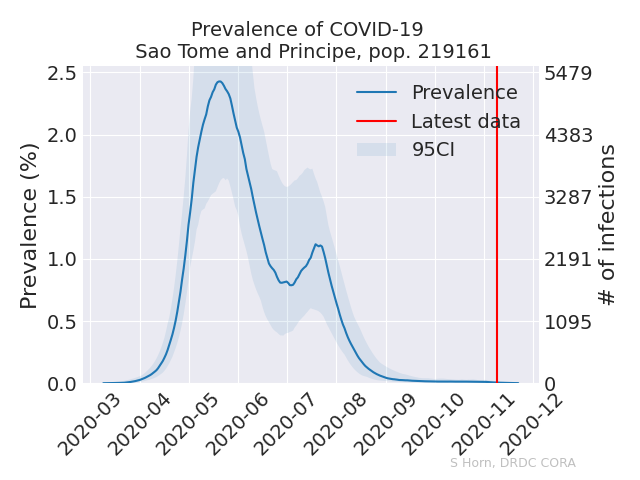 Prevalence of COVID-19
Sao Tome and Principe, pop. 219161
Prevalence (%)
2.5
2.0
1.5
1.0
0.5
0.0
Prevalence
Latest data
95CI
5479
4383
3287
2191
1095
0
# of infections
2020-03
2020-04
2020-05
2020-06
2020-07
2020-08
2020-09
2020-10
2020-11
2020-12
S Horn, DRDC CORA